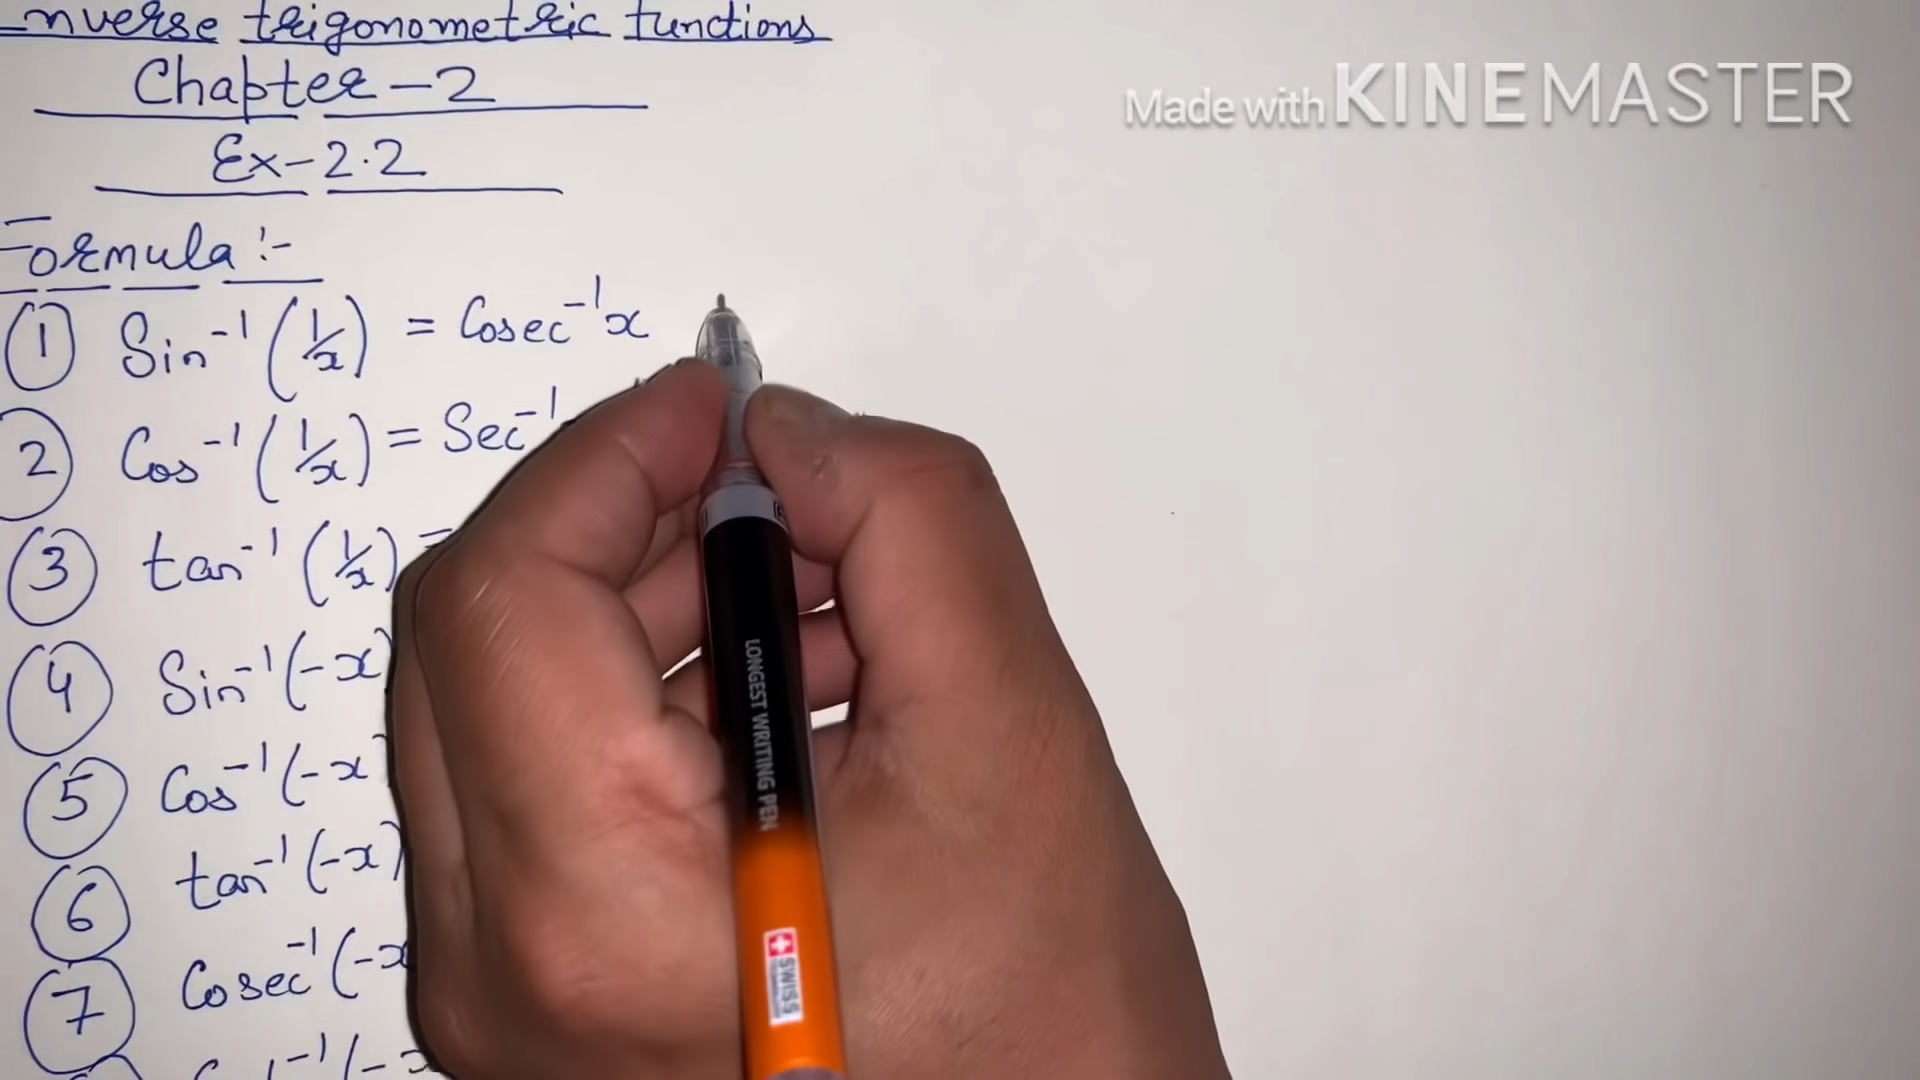 Inverse trigonometric functions
Chapter-2
Ex-2.2
Formula :-
① Sin⁻¹(1/x) = Cosec⁻¹x
② Cos⁻¹(1/x) = Sec⁻¹
③ tan⁻¹(1/x) =
④ Sin⁻¹(-x)
⑤ Cos⁻¹(-x
⑥ tan⁻¹(-x)
⑦ Cosec⁻¹(-x
Made with KINEMASTER
LONGEST WRITING PEN
SWISS